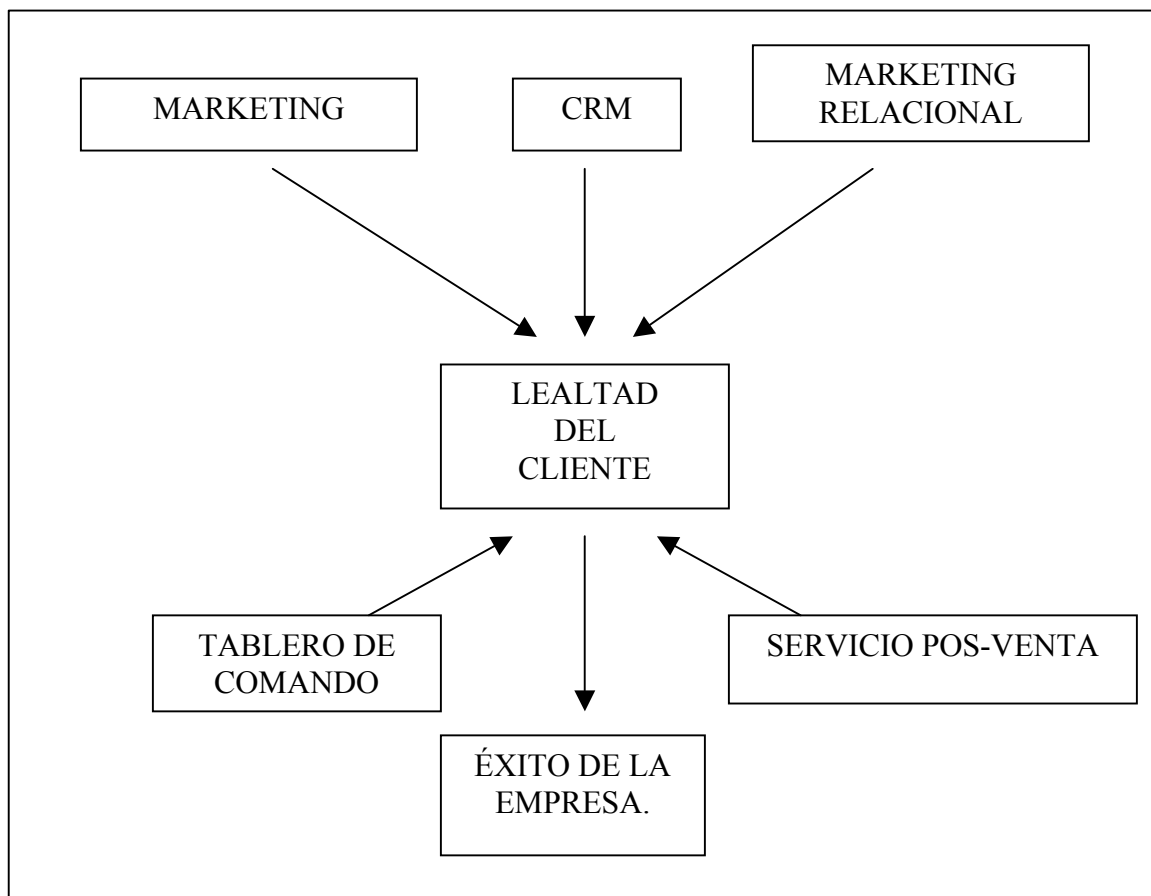 MARKETING
CRM
MARKETING
RELACIONAL
LEALTAD
DEL
CLIENTE
TABLERO DE
COMANDO
SERVICIO POS-VENTA
ÉXITO DE LA
EMPRESA.